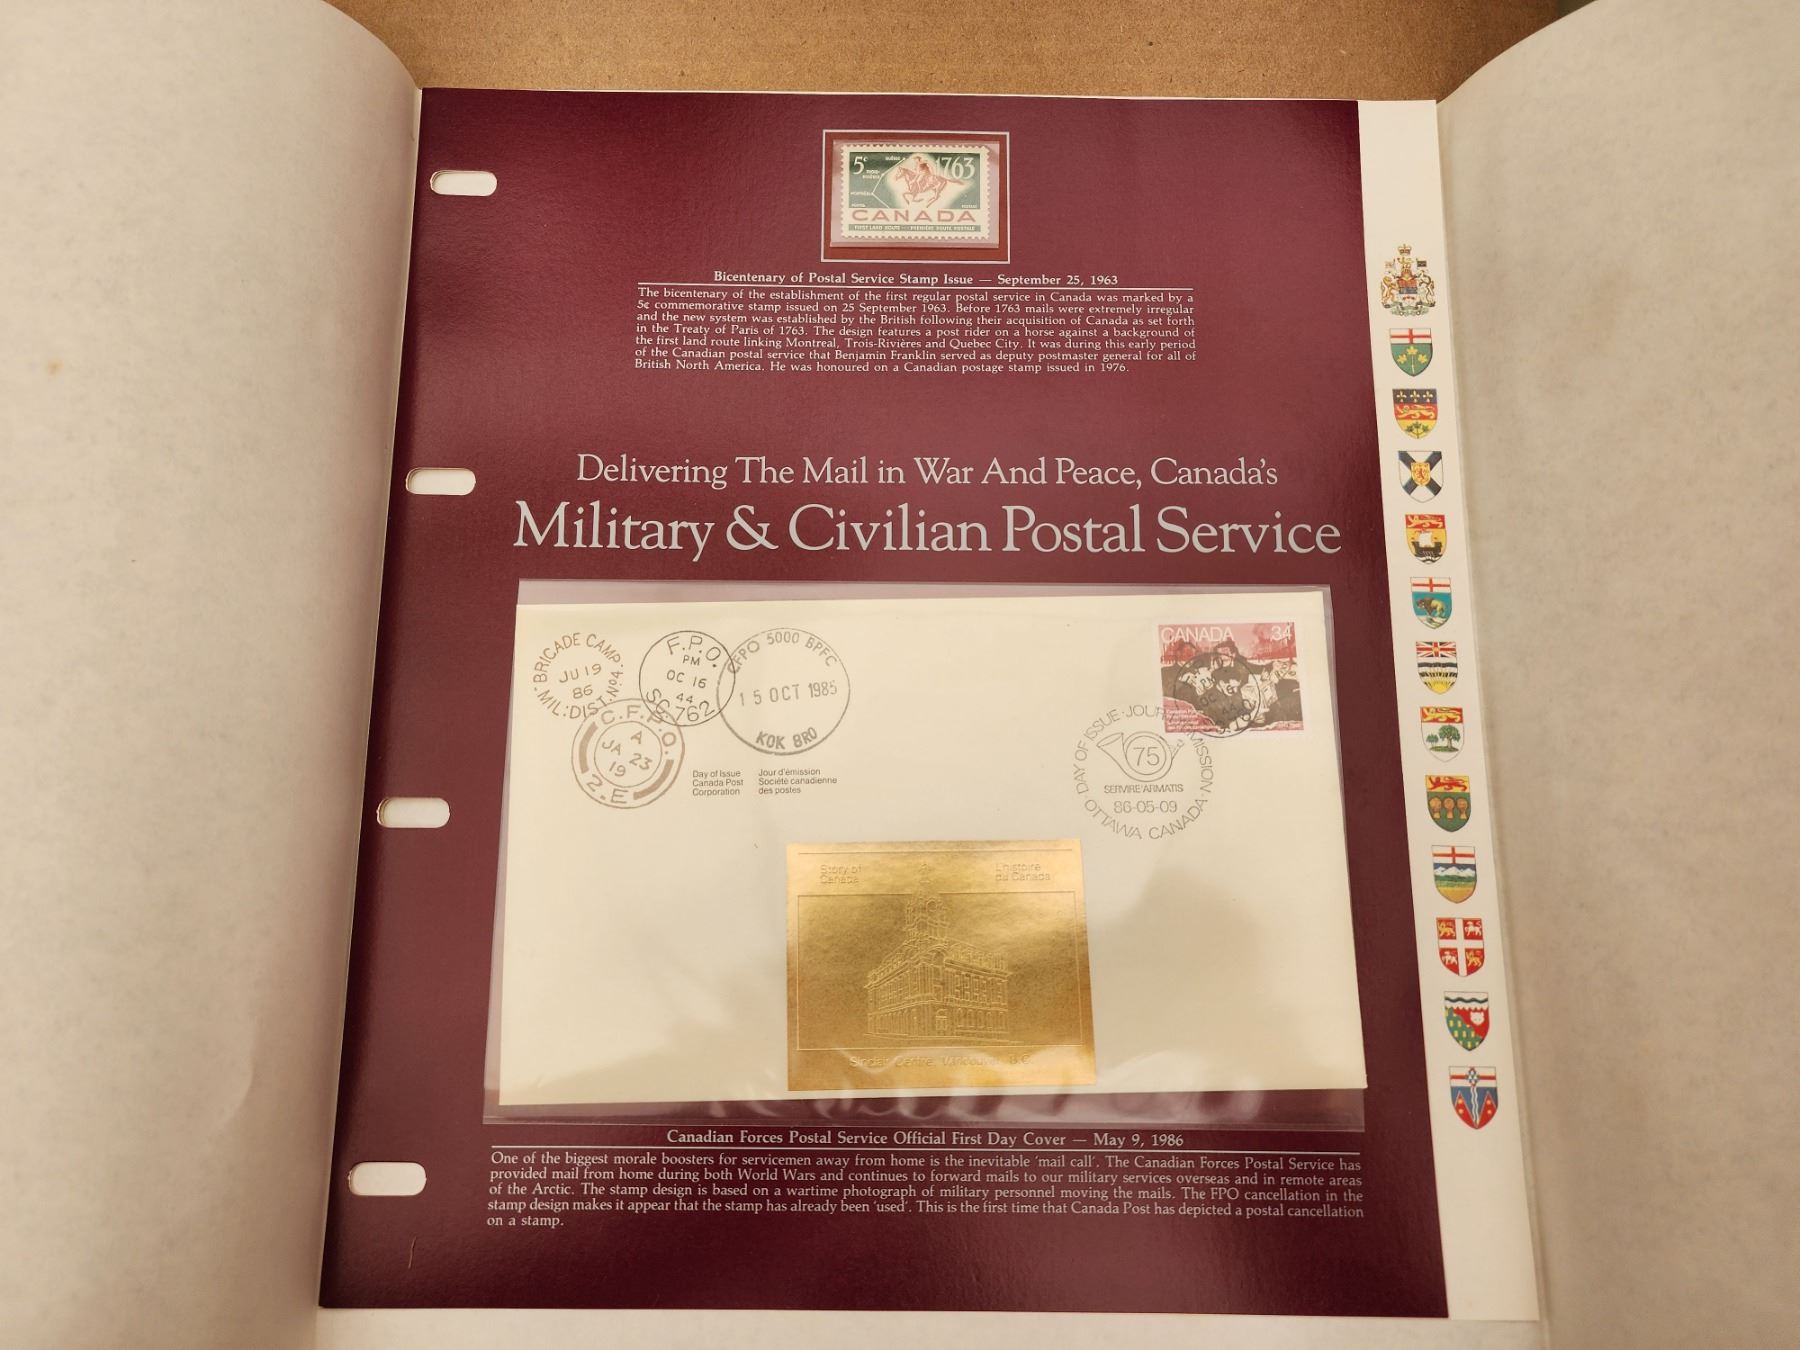 5¢
1763
QUÉBEC
TROIS-RIVIÈRES
MONTRÉAL
POSTES
POSTAGE
CANADA
FIRST LAND ROUTE — PREMIÈRE ROUTE POSTALE
Bicentenary of Postal Service Stamp Issue — September 25, 1963
The bicentenary of the establishment of the first regular postal service in Canada was marked by a
5¢ commemorative stamp issued on 25 September 1963. Before 1763 mails were extremely irregular
and the new system was established by the British following their acquisition of Canada as set forth
in the Treaty of Paris of 1763. The design features a post rider on a horse against a background of
the first land route linking Montreal, Trois-Rivières and Quebec City. It was during this early period
of the Canadian postal service that Benjamin Franklin served as deputy postmaster general for all of
British North America. He was honoured on a Canadian postage stamp issued in 1976.
Delivering The Mail in War And Peace, Canada's
Military & Civilian Postal Service
BRIGADE CAMP.
JU 19
86
MIL: DIST. No4.
F.P.O.
PM
OC 16
44
S.C. 762
CFPO 5000 BPFC
15 OCT 1985
KOK BRO
C.F.P.O.
A
JA 23
19
2.E
Day of Issue
Canada Post
Corporation
Jour d'émission
Société canadienne
des postes
CANADA 34
PM
OC 16
44
DAY OF ISSUE · JOUR D'ÉMISSION
75
SERVIRE ARMATIS
86-05-09
OTTAWA CANADA
Story of
Canada
L'histoire
du Canada
Sinclair Centre, Vancouver, B.C.
Canadian Forces Postal Service Official First Day Cover — May 9, 1986
One of the biggest morale boosters for servicemen away from home is the inevitable 'mail call'. The Canadian Forces Postal Service has
provided mail from home during both World Wars and continues to forward mails to our military services overseas and in remote areas
of the Arctic. The stamp design is based on a wartime photograph of military personnel moving the mails. The FPO cancellation in the
stamp design makes it appear that the stamp has already been 'used'. This is the first time that Canada Post has depicted a postal cancellation
on a stamp.